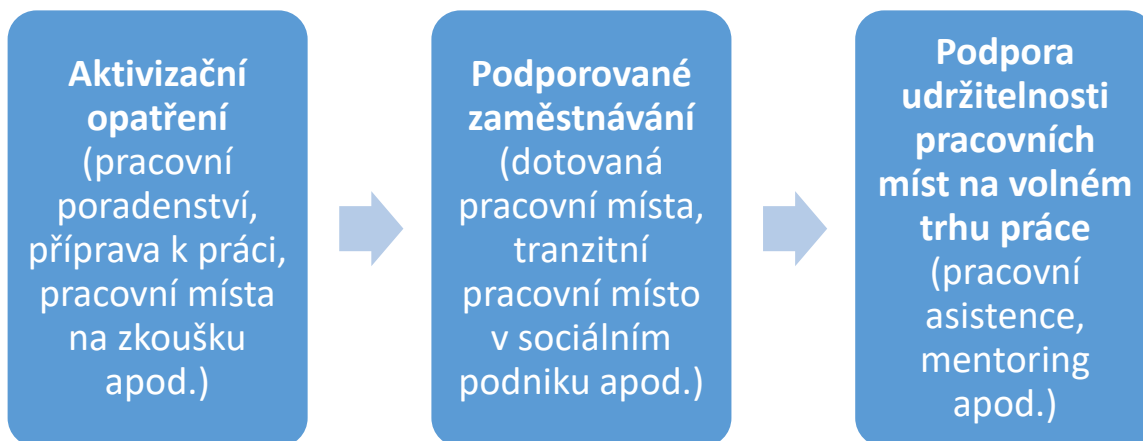 Aktivizační
opatření
(pracovní
poradenství,
příprava k práci,
pracovní místa
na zkoušku
apod.)
Podporované
zaměstnávání
(dotovaná
pracovní místa,
tranzitní
pracovní místo
v sociálním
podniku apod.)
Podpora
udržitelnosti
pracovních
míst na volném
trhu práce
(pracovní
asistence,
mentoring
apod.)